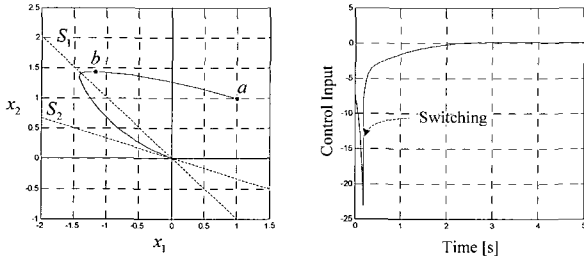 S₁
b
a
S₂
x₂
2
1.5
1
0.5
0
-0.5
-1
-2 -1.5 -1 -0.5 0 0.5 1 1.5
x₁
Control Input
5
0
-5
-10
-15
-20
-25
Switching
0 1 2 3 4 5
Time [s]